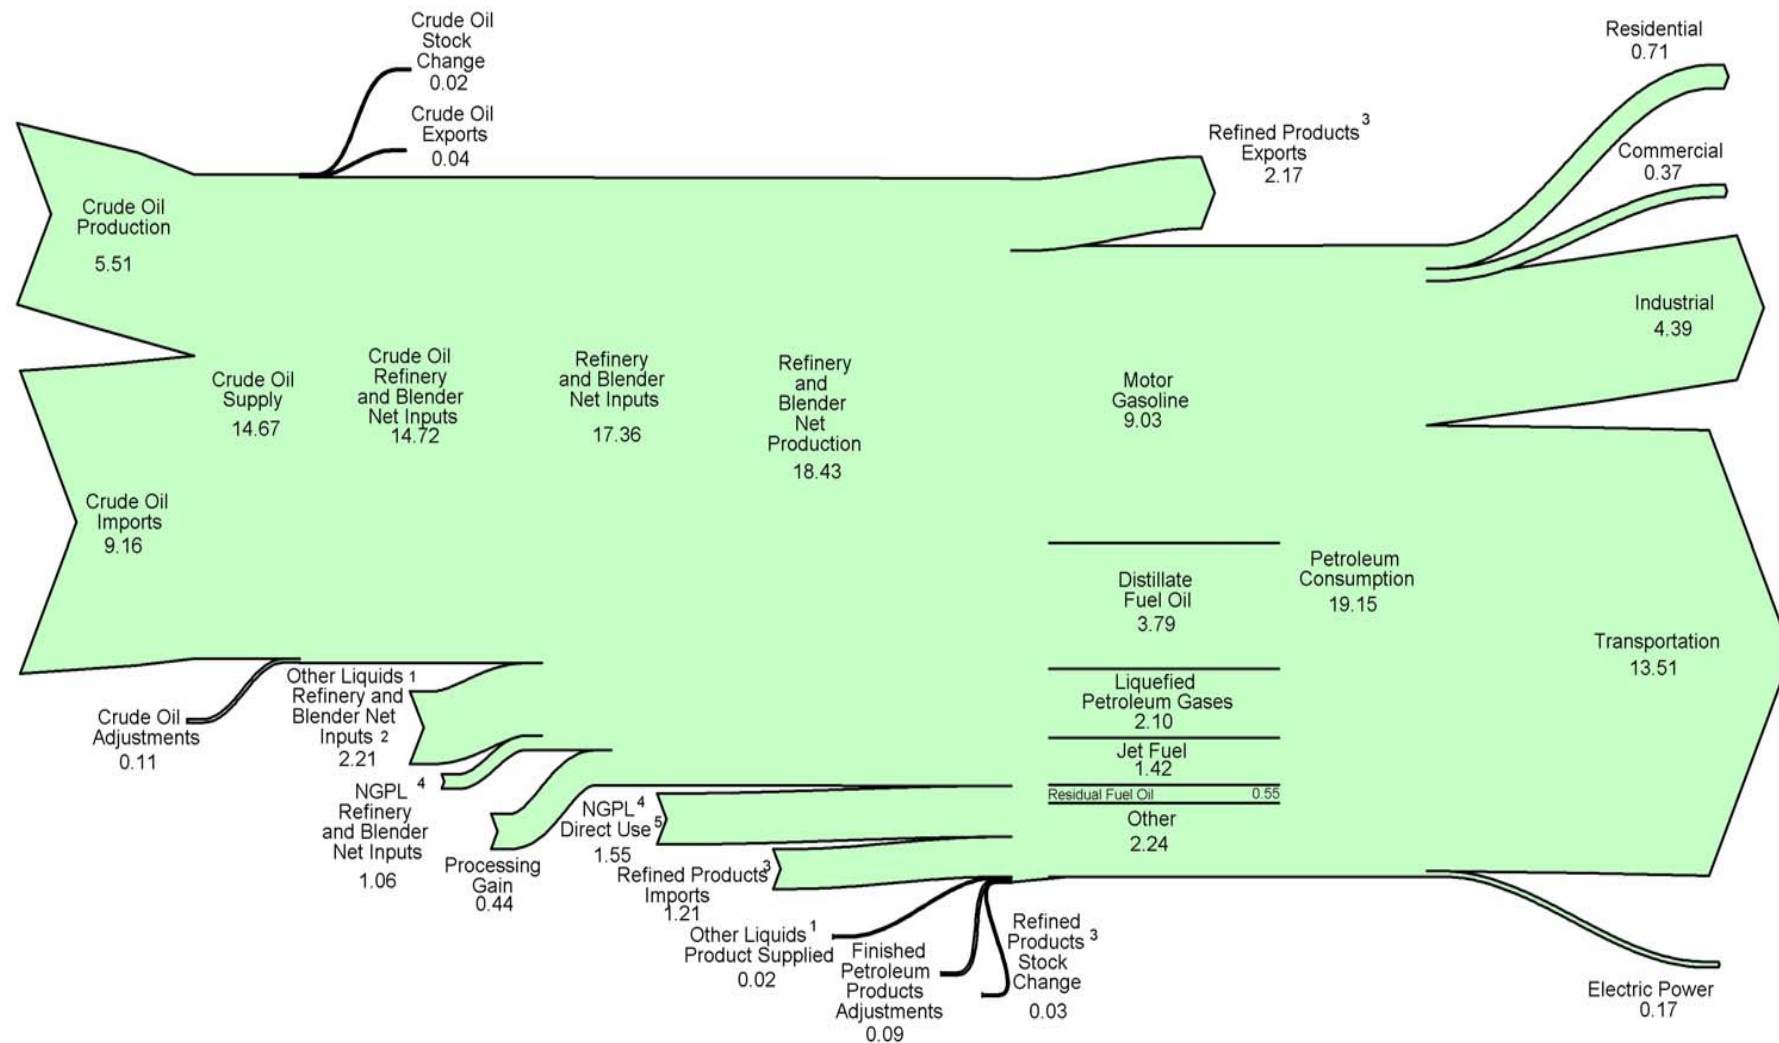 Crude Oil
Stock
Change
0.02
Crude Oil
Exports
0.04
Residential
0.71
Refined Products 3
Exports
2.17
Commercial
0.37
Crude Oil
Production
5.51
Industrial
4.39
Crude Oil
Supply
14.67
Crude Oil
Refinery
and Blender
Net Inputs
14.72
Refinery
and Blender
Net Inputs
17.36
Refinery
and
Blender
Net
Production
18.43
Motor
Gasoline
9.03
Crude Oil
Imports
9.16
Distillate
Fuel Oil
3.79
Petroleum
Consumption
19.15
Transportation
13.51
Liquefied
Petroleum Gases
2.10
Jet Fuel
1.42
Residual Fuel Oil 0.55
Other
2.24
Crude Oil
Adjustments
0.11
Other Liquids 1
Refinery and
Blender Net
Inputs 2
2.21
NGPL 4
Refinery
and Blender
Net Inputs
1.06
Processing
Gain
0.44
NGPL 4
Direct Use 5
1.55
Refined Products 3
Imports
1.21
Other Liquids 1
Product Supplied
0.02
Finished
Petroleum
Products
Adjustments
0.09
Refined
Products 3
Stock
Change
0.03
Electric Power
0.17